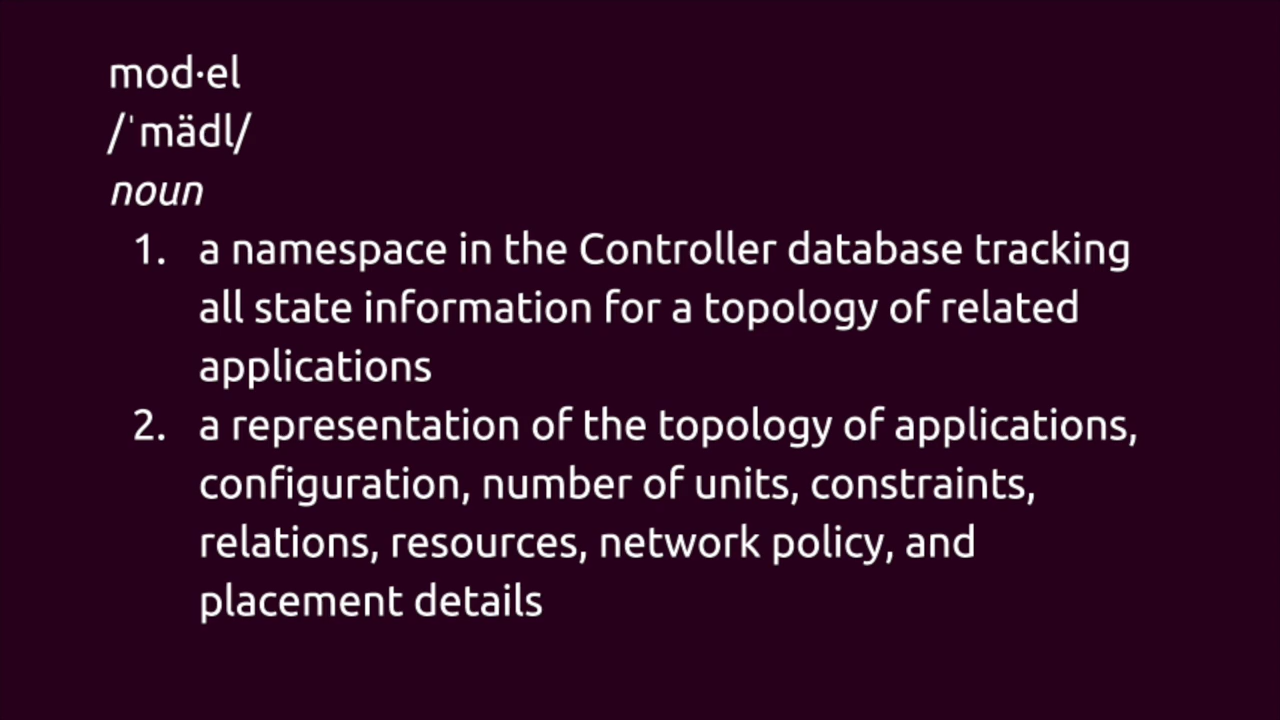 mod·el
/ˈmädl/
noun
1. a namespace in the Controller database tracking
all state information for a topology of related
applications
2. a representation of the topology of applications,
configuration, number of units, constraints,
relations, resources, network policy, and
placement details